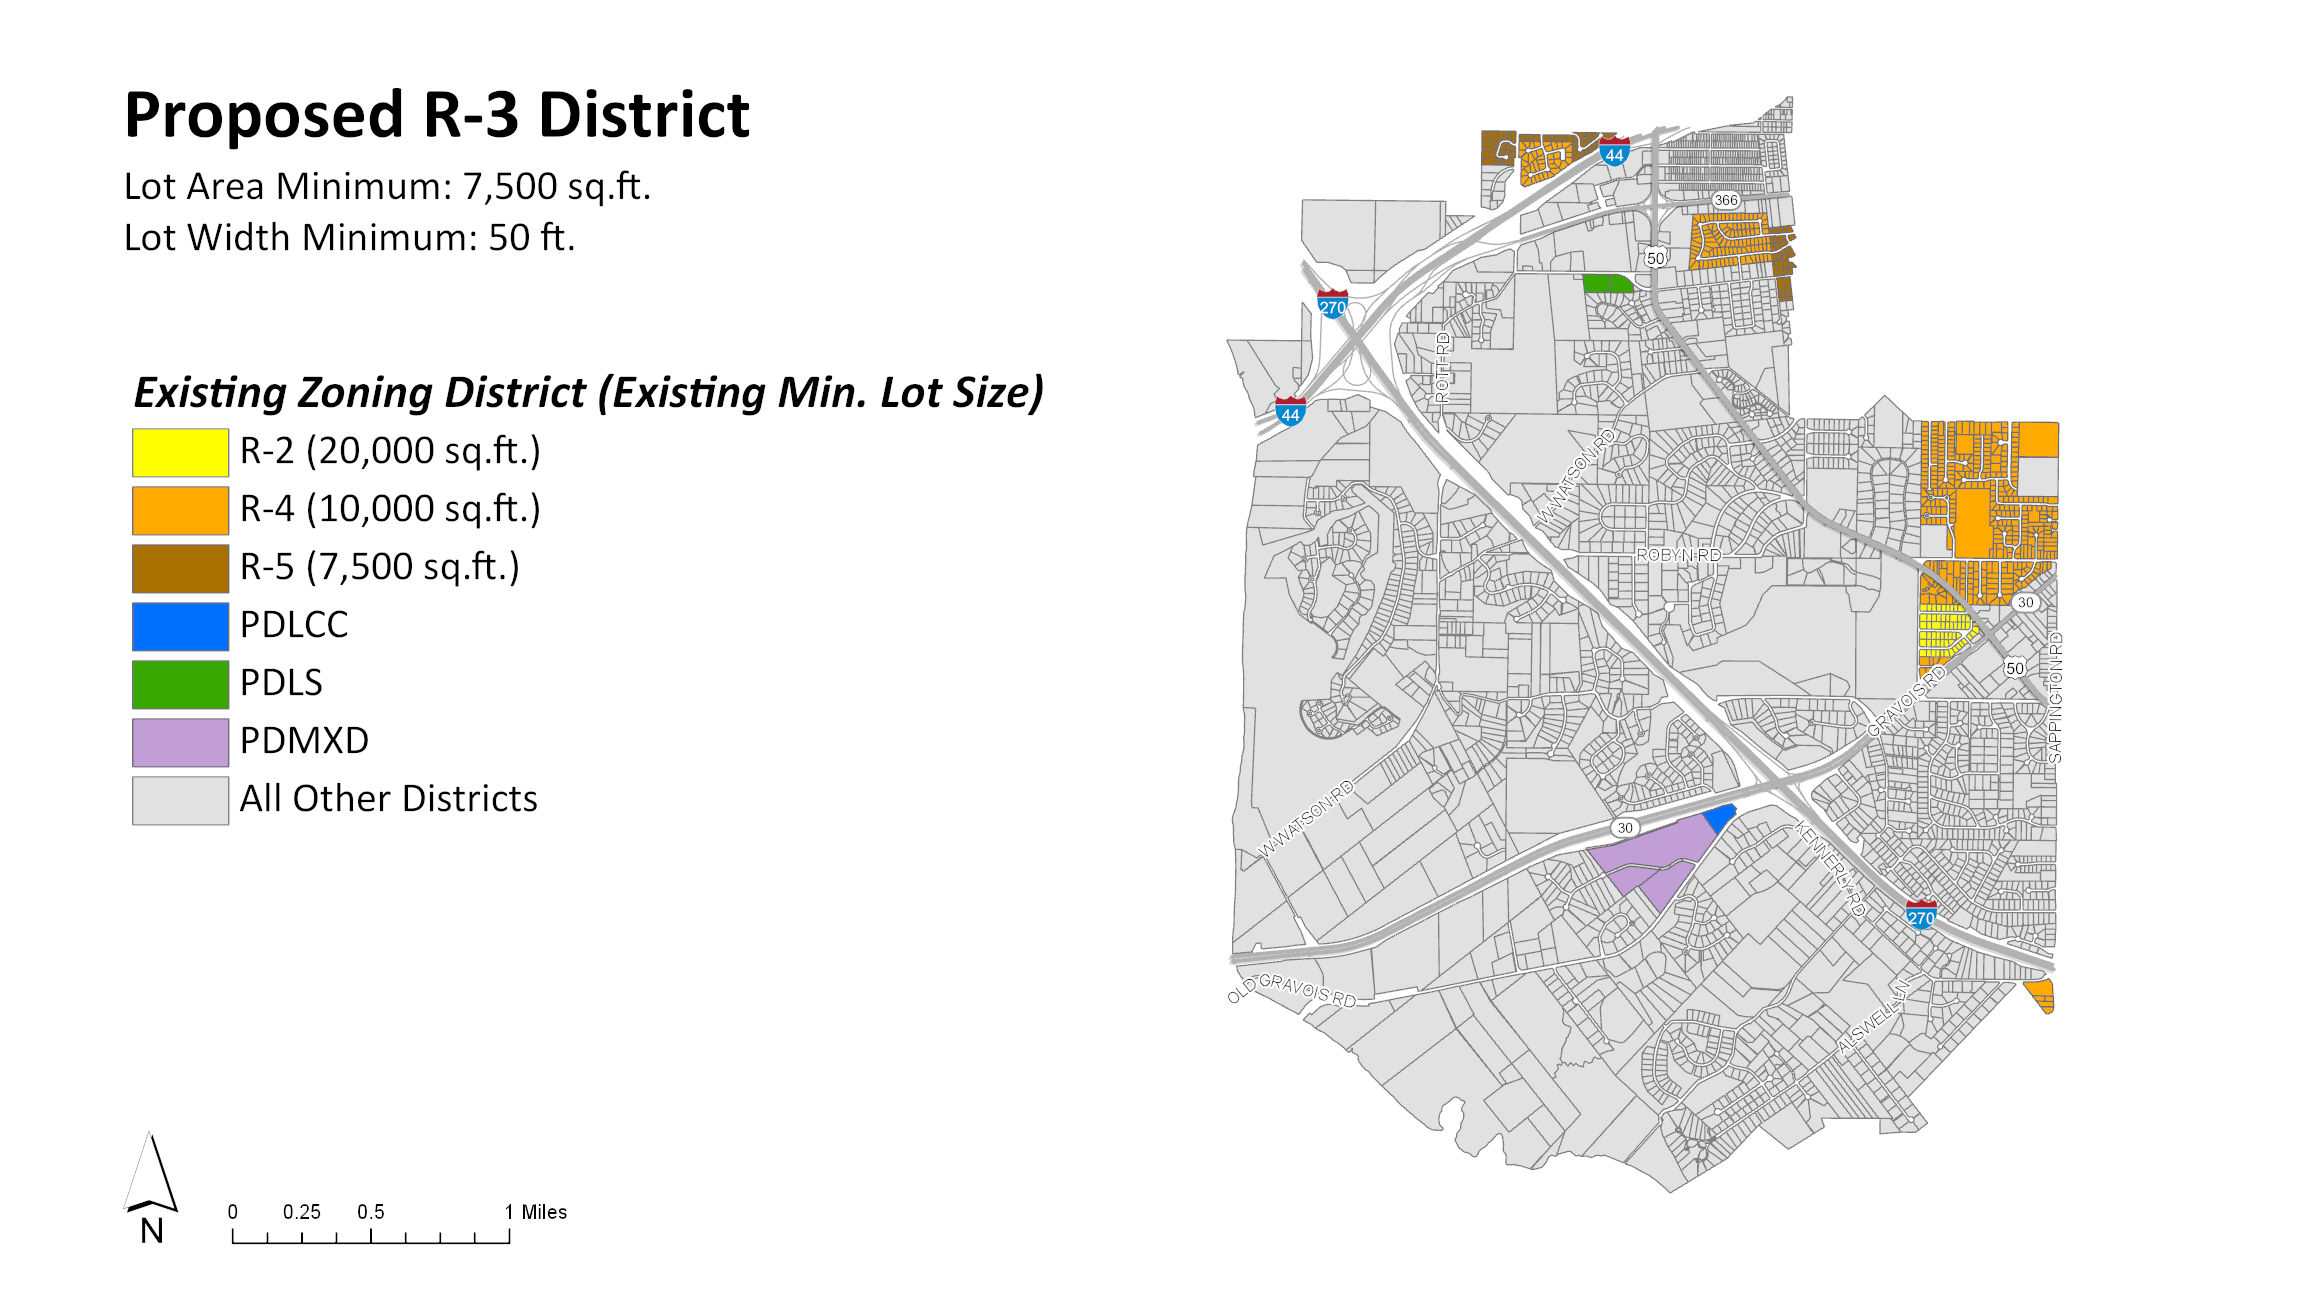 Proposed R-3 District
Lot Area Minimum: 7,500 sq.ft.
Lot Width Minimum: 50 ft.
Existing Zoning District (Existing Min. Lot Size)
R-2 (20,000 sq.ft.)
R-4 (10,000 sq.ft.)
R-5 (7,500 sq.ft.)
PDLCC
PDLS
PDMXD
All Other Districts
N
0 0.25 0.5 1 Miles
44
366
50
270
ROTT RD
44
W WATSON RD
ROBYN RD
30
50
SAPPINGTON RD
GRAVOIS RD
W WATSON RD
30
KENNERLY RD
270
OLD GRAVOIS RD
ALSWELL LN